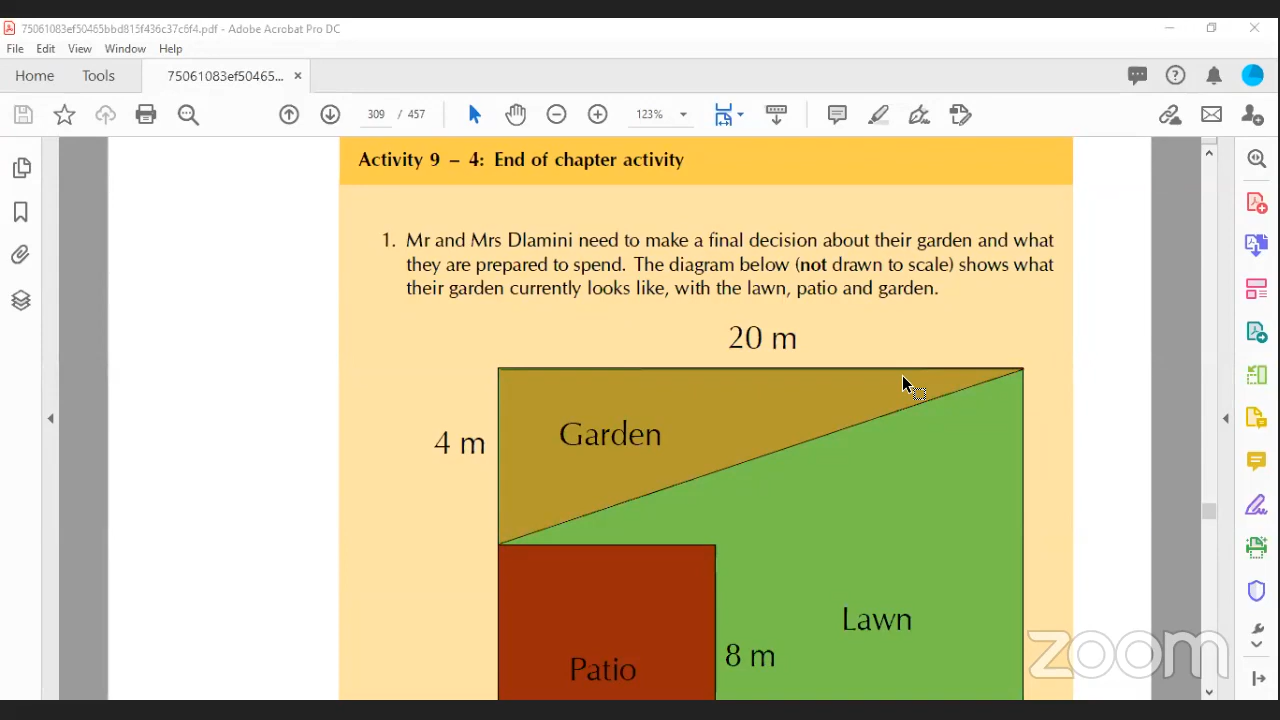 75061083ef50465bbd815f436c37c6f4.pdf - Adobe Acrobat Pro DC
File Edit View Window Help
Home Tools 75061083ef50465... ×
309 / 457 123%
Activity 9 – 4: End of chapter activity
1. Mr and Mrs Dlamini need to make a final decision about their garden and what
they are prepared to spend. The diagram below (not drawn to scale) shows what
their garden currently looks like, with the lawn, patio and garden.
20 m
Garden
4 m
Lawn
8 m
Patio
zoom